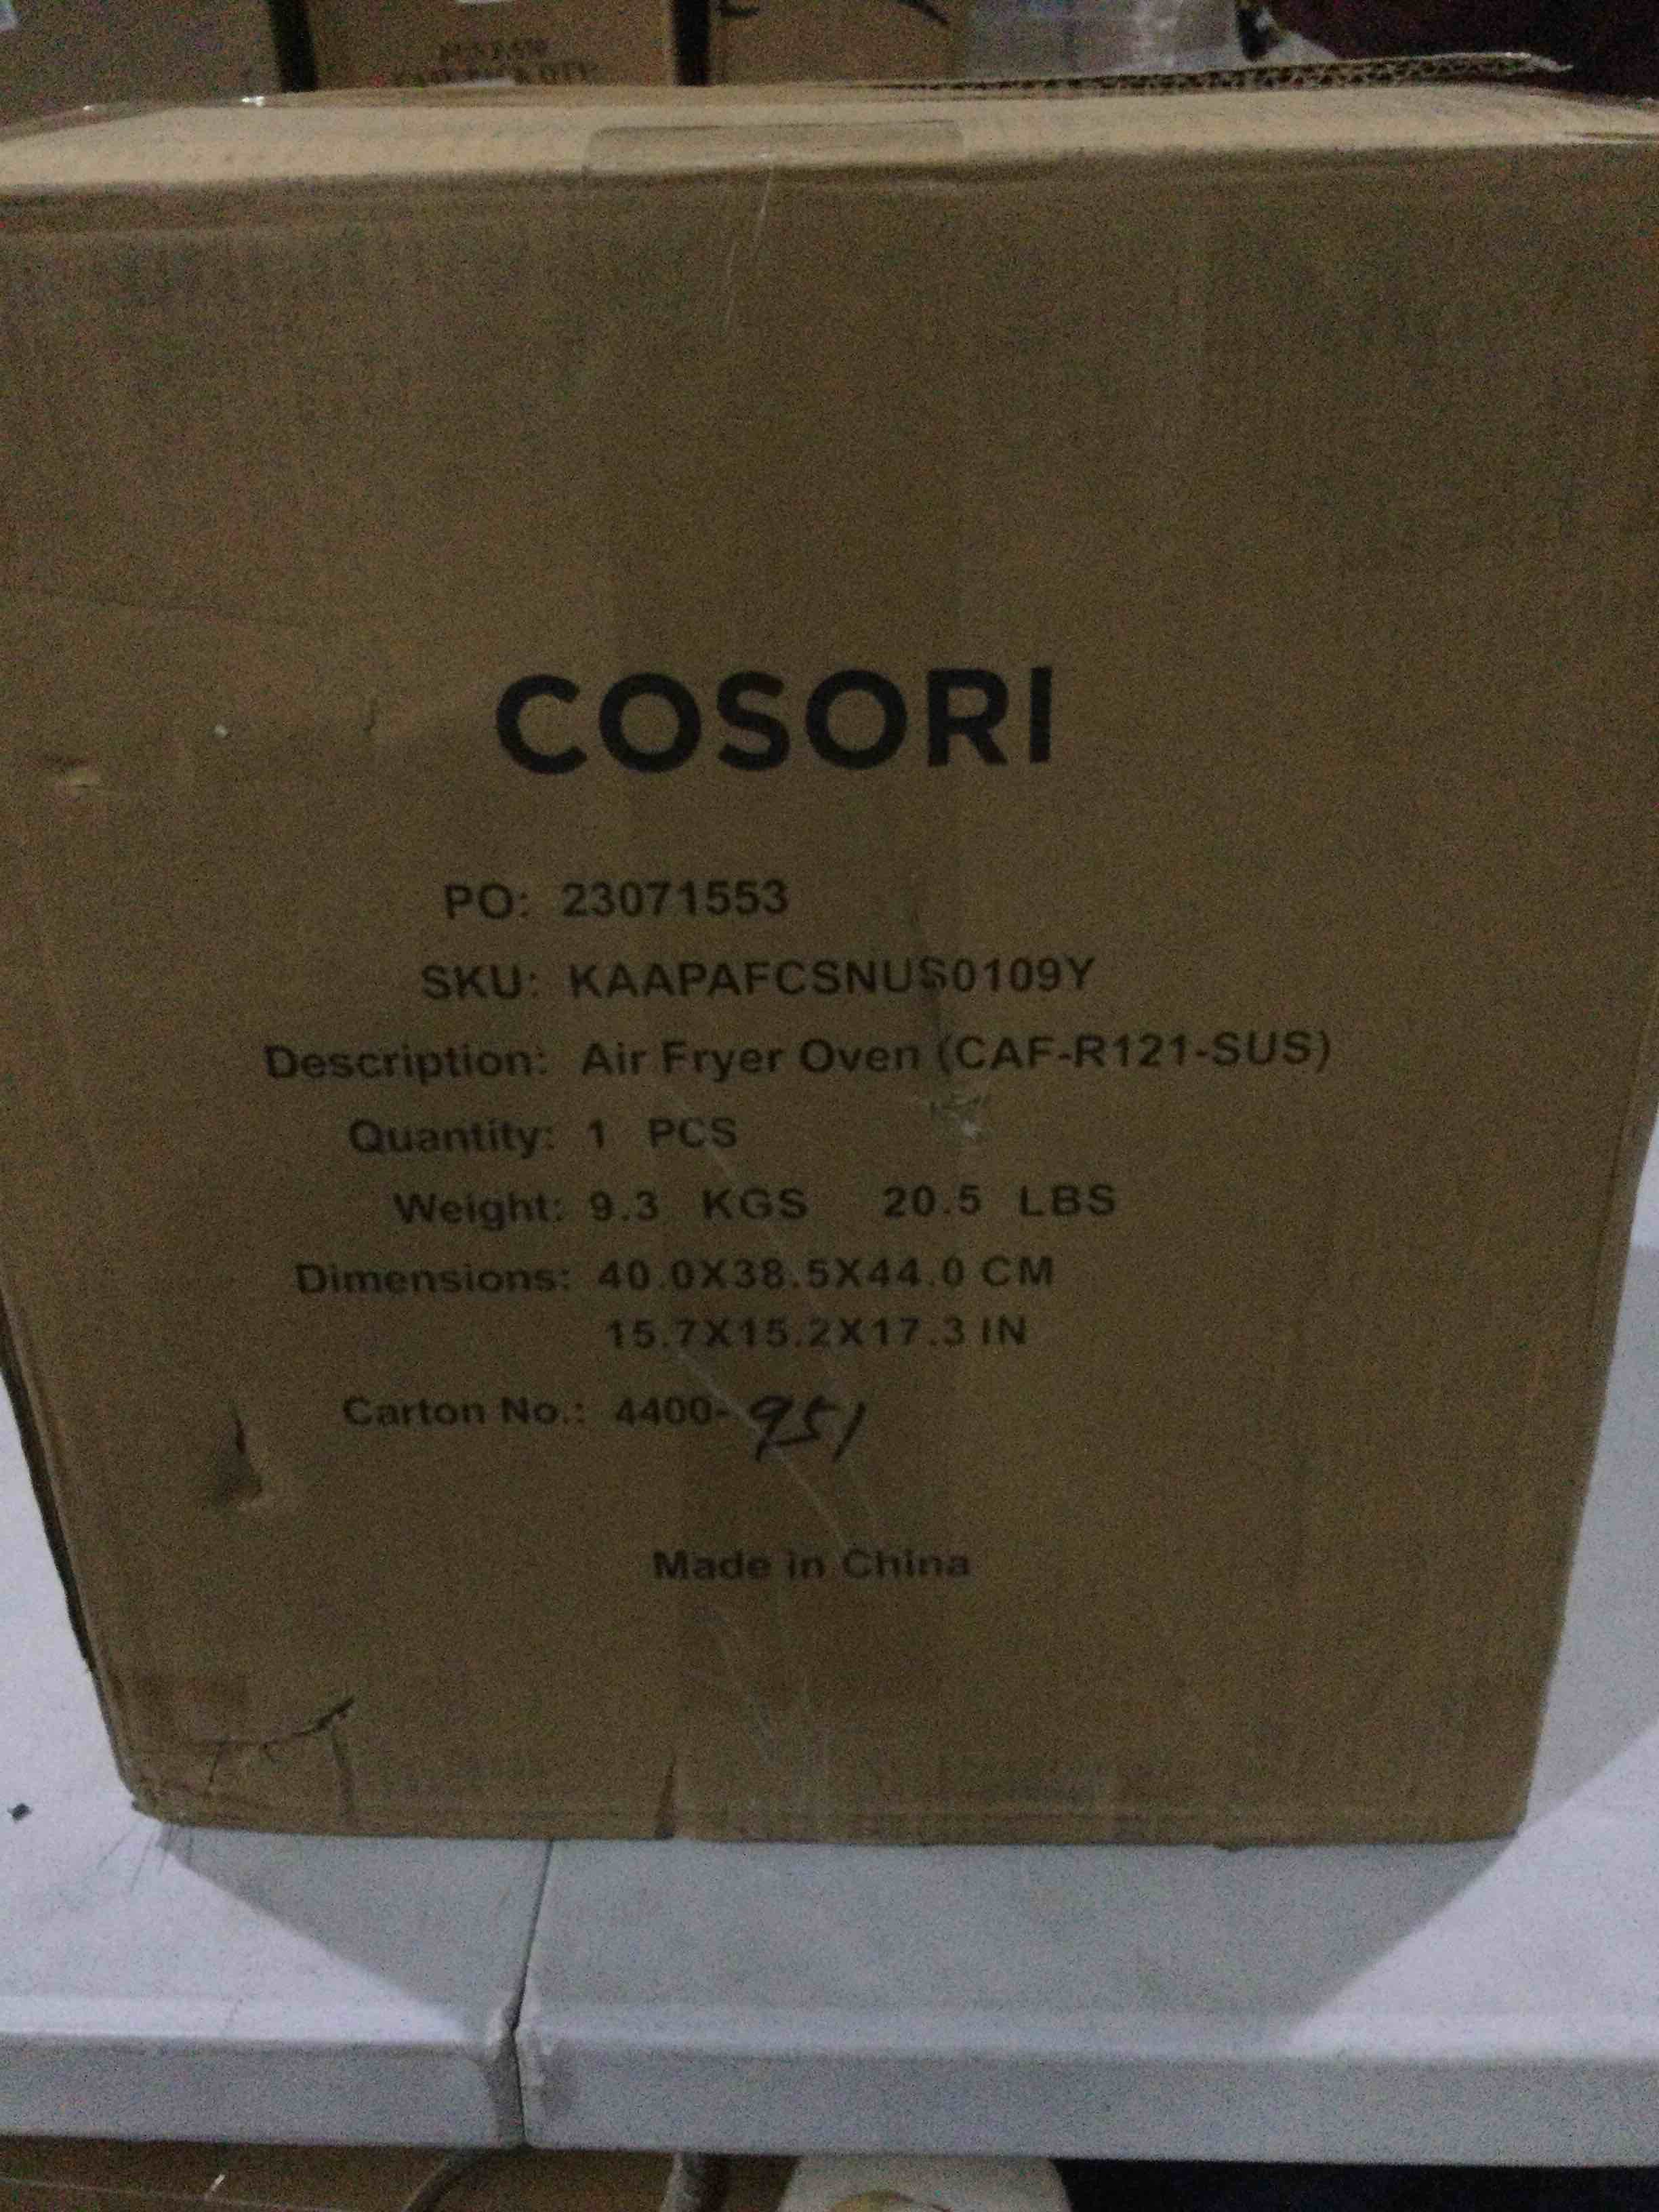 COSORI
PO: 23071553
SKU: KAAPAFCSNUS0109Y
Description: Air Fryer Oven (CAF-R121-SUS)
Quantity: 1 PCS
Weight: 9.3 KGS 20.5 LBS
Dimensions: 40.0X38.5X44.0 CM
15.7X15.2X17.3 IN
Carton No.: 4400-951
Made in China